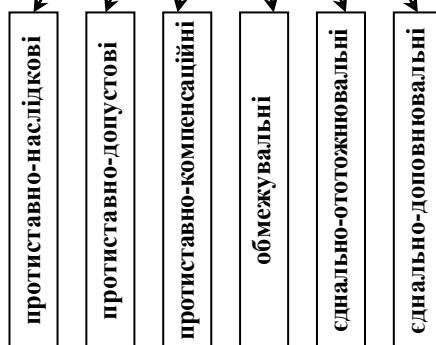 протиставно-наслідкові
протиставно-допустові
протиставно-компенсаційні
обмежувальні
єднально-ототожнювальні
єднально-доповнювальні